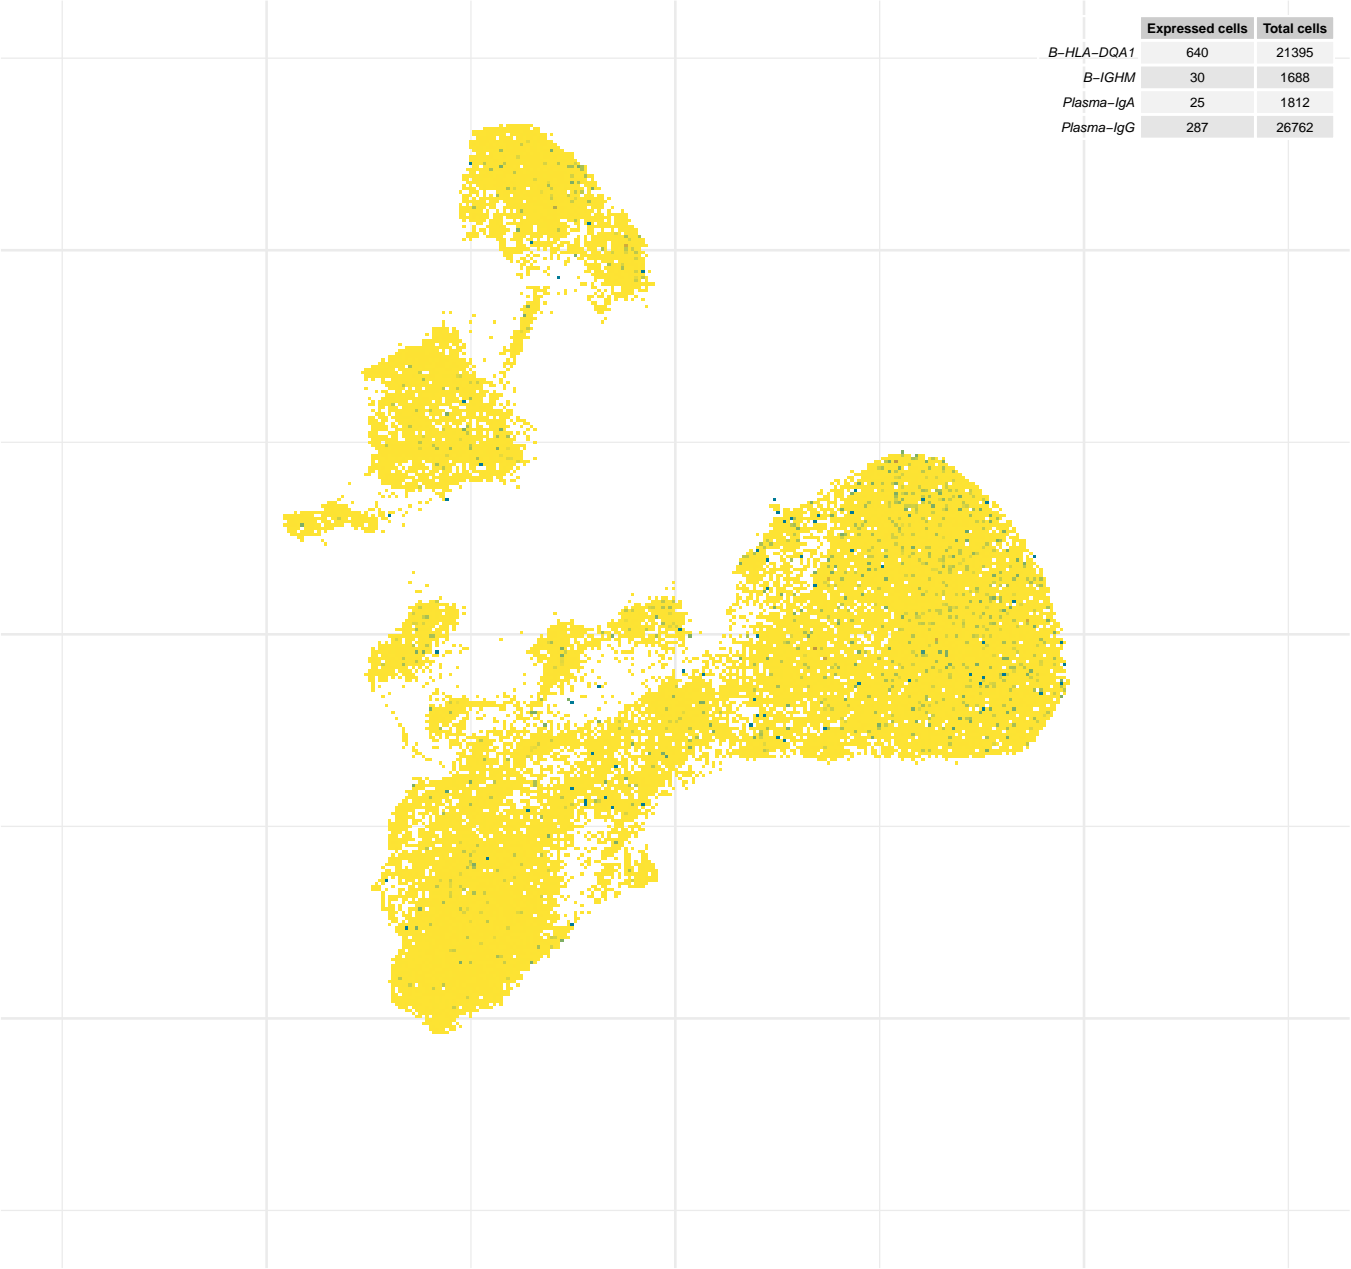 Expressed cells Total cells
B−HLA−DQA1 640 21395
B−IGHM 30 1688
Plasma−IgA 25 1812
Plasma−IgG 287 26762